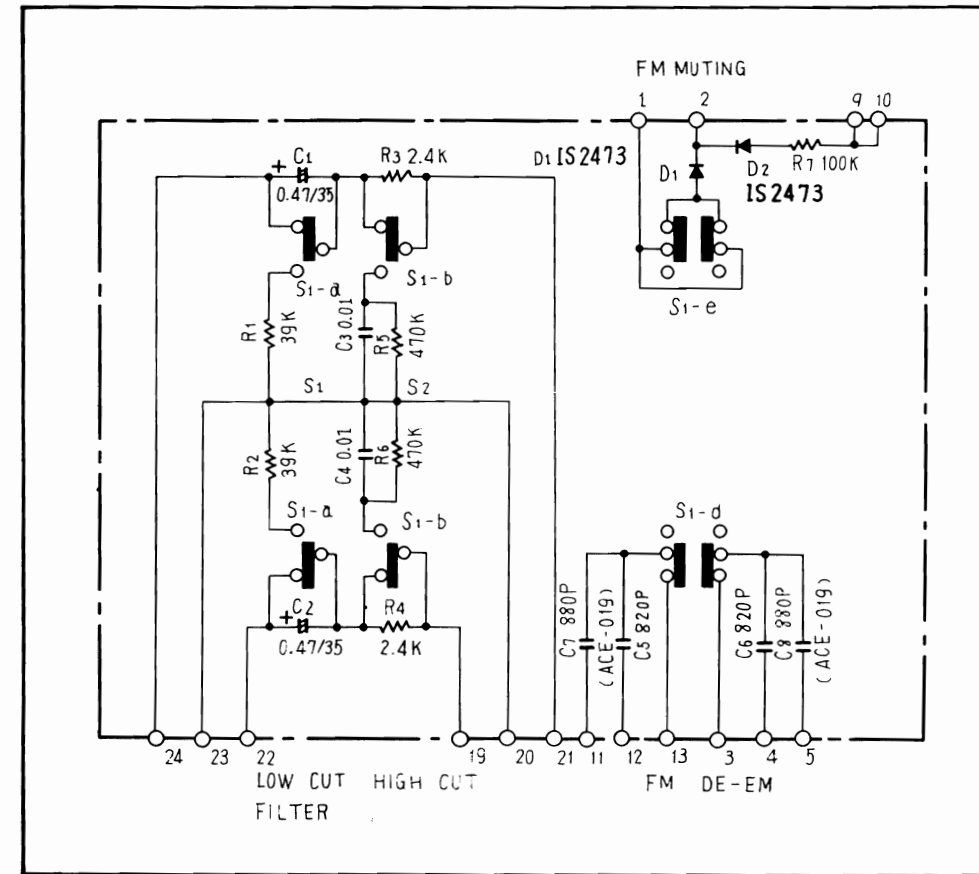 FM MUTING
1 2 9 10
C1
+
0.47/35
R3 2.4K
D1 IS2473
D1
D2
IS2473
R7 100K
S1-a
S1-b
S1-e
R1
39K
C3 0.01
R5
470K
S1
S2
R2
39K
C4 0.01
R6
470K
S1-a
S1-b
S1-d
+
C2
0.47/35
R4
2.4K
C7 880P
(ACE-019)
C5 820P
C6 820P
C8 880P
(ACE-019)
24 23 22 19 20 21 11 12 13 3 4 5
LOW CUT HIGH CUT
FILTER
FM DE-EM